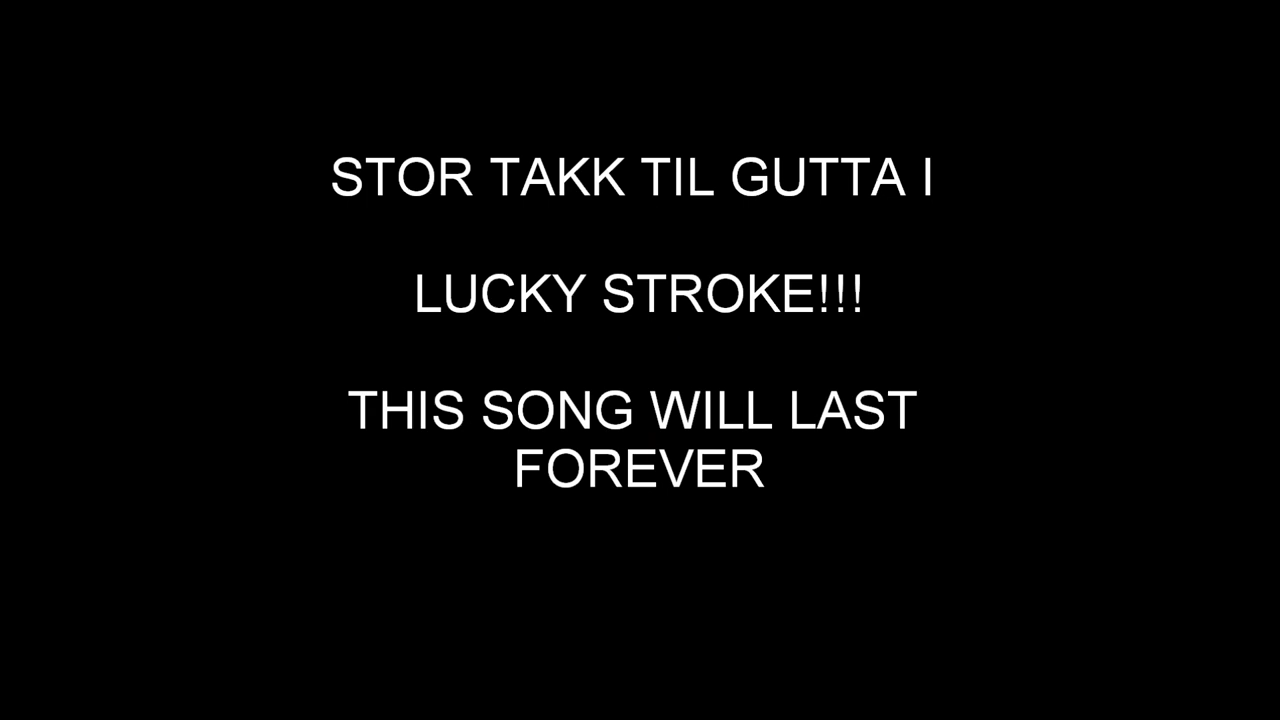 STOR TAKK TIL GUTTA I
LUCKY STROKE!!!
THIS SONG WILL LAST
FOREVER